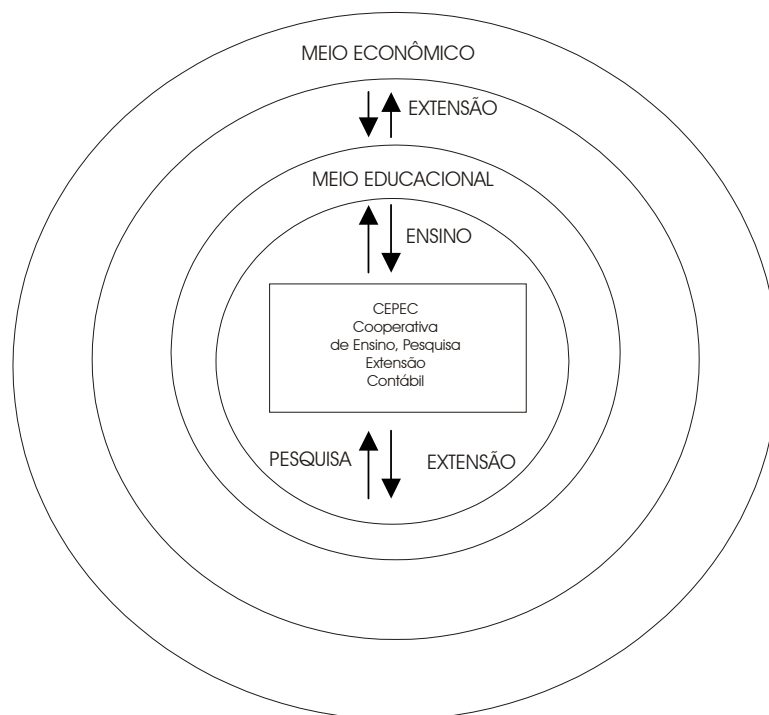 MEIO ECONÔMICO
EXTENSÃO
MEIO EDUCACIONAL
ENSINO
CEPEC
Cooperativa
de Ensino, Pesquisa
Extensão
Contábil
PESQUISA
EXTENSÃO